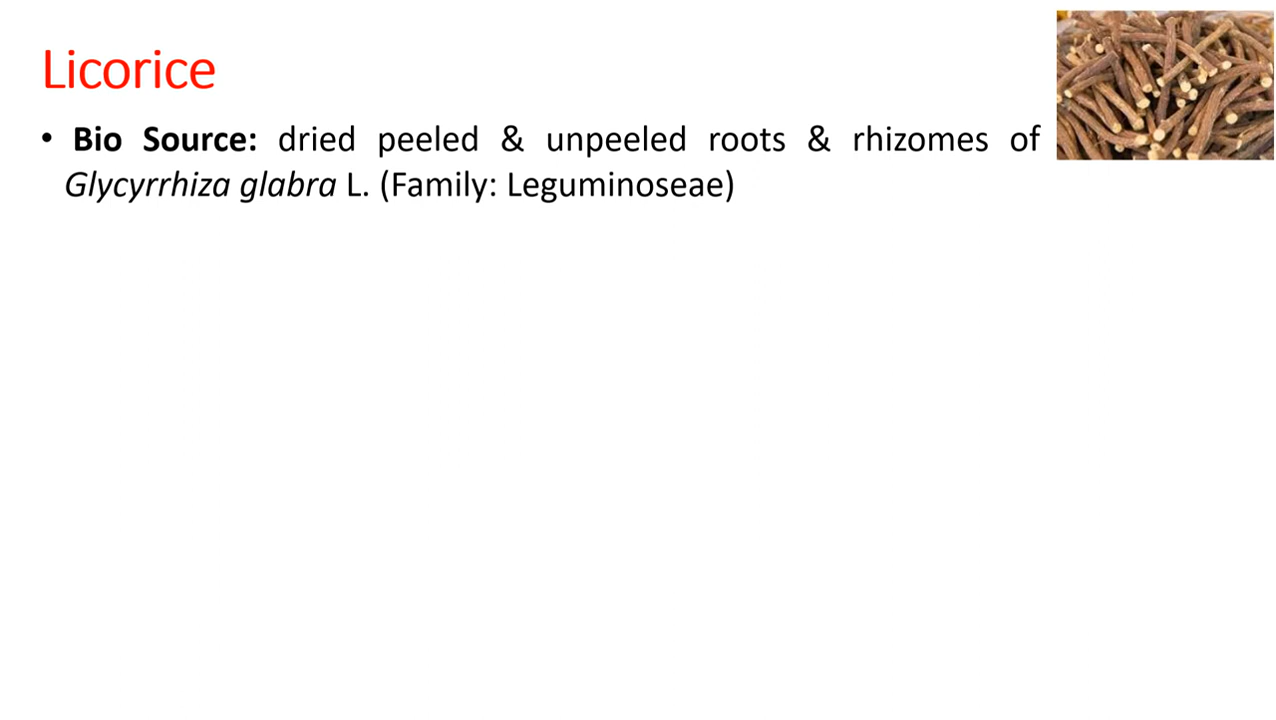 Licorice
• Bio Source: dried peeled & unpeeled roots & rhizomes of
Glycyrrhiza glabra L. (Family: Leguminoseae)